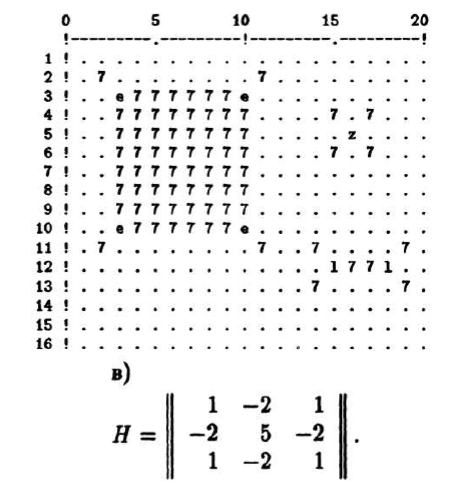 0 5 10 15 20
!---------.---------!---------.---------!
1 ! . . . . . . . . . . . . . . . . . . . .
2 ! . 7 . . . . . . . . 7 . . . . . . . . .
3 ! . . e 7 7 7 7 7 7 e . . . . . . . . . .
4 ! . . 7 7 7 7 7 7 7 7 . . . . 7 . 7 . . .
5 ! . . 7 7 7 7 7 7 7 7 . . . . . z . . . .
6 ! . . 7 7 7 7 7 7 7 7 . . . . 7 . 7 . . .
7 ! . . 7 7 7 7 7 7 7 7 . . . . . . . . . .
8 ! . . 7 7 7 7 7 7 7 7 . . . . . . . . . .
9 ! . . 7 7 7 7 7 7 7 7 . . . . . . . . . .
10 ! . . e 7 7 7 7 7 7 e . . . . . . . . . .
11 ! . 7 . . . . . . . . 7 . . 7 . . . . 7 .
12 ! . . . . . . . . . . . . . . 1 7 7 1 . .
13 ! . . . . . . . . . . . . . 7 . . . . 7 .
14 ! . . . . . . . . . . . . . . . . . . . .
15 ! . . . . . . . . . . . . . . . . . . . .
16 ! . . . . . . . . . . . . . . . . . . . .
в)
1 −2 1
H = ‖ −2 5 −2 ‖ .
1 −2 1